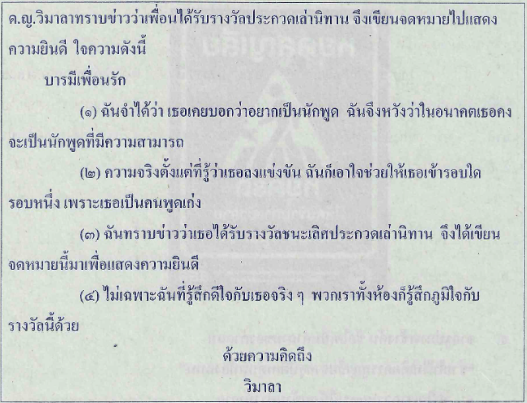 ด.ญ.วิมาลาทราบข่าวว่าเพื่อนได้รับรางวัลประกวดเล่านิทาน จึงเขียนจดหมายไปแสดง
ความยินดี ใจความดังนี้
บารมีเพื่อนรัก
(๑) ฉันจำได้ว่า เธอเคยบอกว่าอยากเป็นนักพูด ฉันจึงหวังว่าในอนาคตเธอคง
จะเป็นนักพูดที่มีความสามารถ
(๒) ความจริงตั้งแต่ที่รู้ว่าเธอลงแข่งขัน ฉันก็เอาใจช่วยให้เธอเข้ารอบใด
รอบหนึ่ง เพราะเธอเป็นคนพูดเก่ง
(๓) ฉันทราบข่าวว่าเธอได้รับรางวัลชนะเลิศประกวดเล่านิทาน จึงได้เขียน
จดหมายนี้มาเพื่อแสดงความยินดี
(๔) ไม่เฉพาะฉันที่รู้สึกดีใจกับเธอจริง ๆ พวกเราทั้งห้องก็รู้สึกภูมิใจกับ
รางวัลนี้ด้วย
ด้วยความคิดถึง
วิมาลา